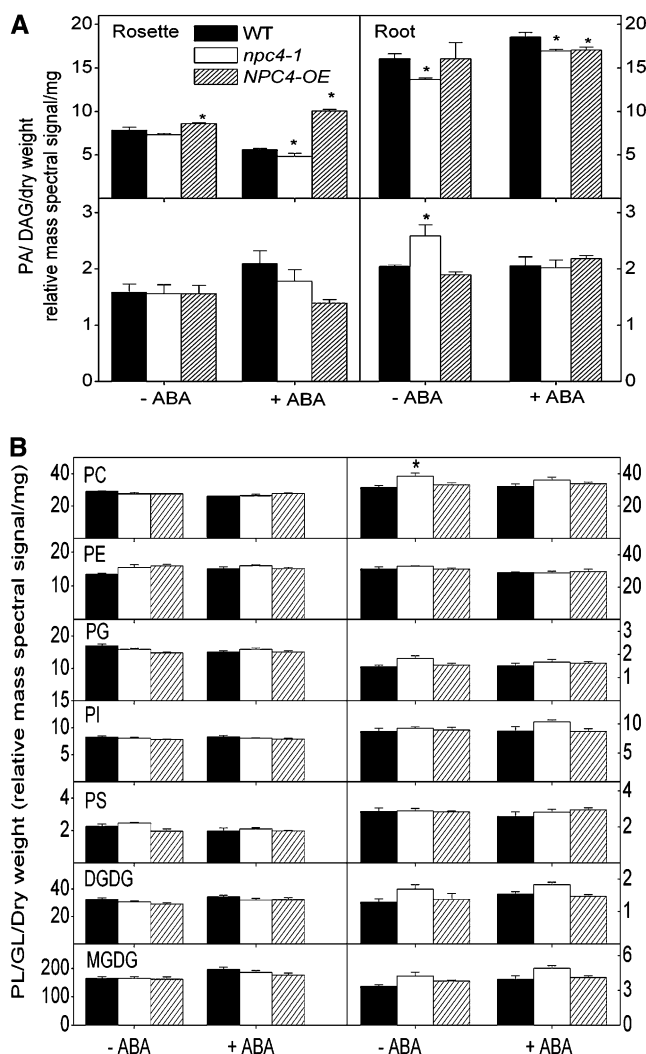 A
Rosette
WT
npc4-1
NPC4-OE
Root
PA/ DAG/dry weight
relative mass spectral signal/mg
20
15
10
5
* * * * * *
20
15
10
5
3
2
1
0
*
3
2
1
0
- ABA + ABA - ABA + ABA
B
PL/GL/Dry weight (relative mass spectral signal/mg)
PC
40
20
*
40
20
PE
15
10
40
20
PG
15
10
3
2
1
PI
15
10
5
10
5
PS
4
2
4
2
DGDG
40
20
2
1
MGDG
200
100
0
6
3
0
- ABA + ABA - ABA + ABA